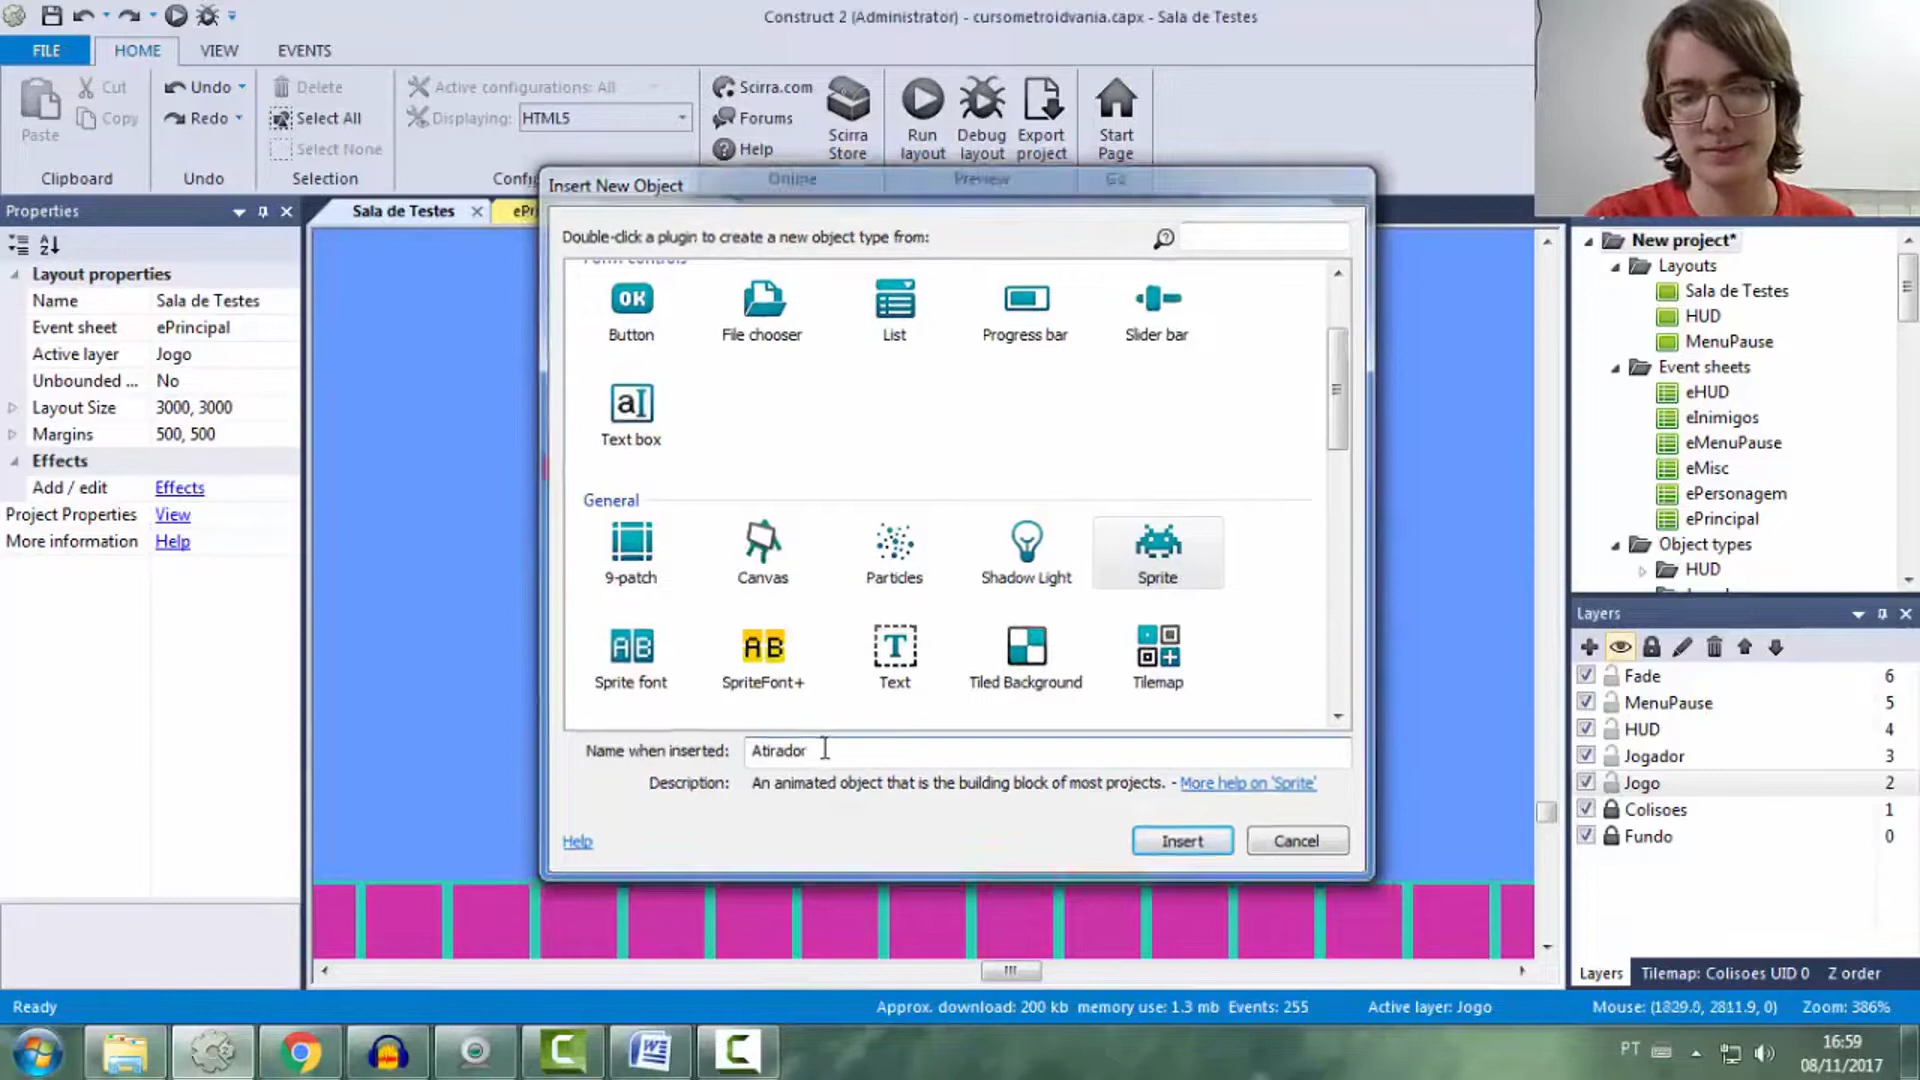 Construct 2 (Administrator) - cursometroidvania.capx - Sala de Testes
FILE
HOME
VIEW
EVENTS
Paste
Cut
Copy
Clipboard
Undo
Redo
Undo
Delete
Select All
Select None
Selection
Active configurations: All
Displaying: HTML5
Scirra.com
Forums
Help
Online
Scirra Store
Run layout
Debug layout
Export project
Preview
Start Page
Go
Properties
Layout properties
Name Sala de Testes
Event sheet ePrincipal
Active layer Jogo
Unbounded ... No
Layout Size 3000, 3000
Margins 500, 500
Effects
Add / edit Effects
Project Properties View
More information Help
Sala de Testes
Insert New Object
Double-click a plugin to create a new object type from:
Form controls
OK
Button
File chooser
List
Progress bar
Slider bar
Text box
General
9-patch
Canvas
Particles
Shadow Light
Sprite
Sprite font
SpriteFont+
Text
Tiled Background
Tilemap
Name when inserted: Atirador
Description: An animated object that is the building block of most projects. - More help on 'Sprite'
Help
Insert
Cancel
New project*
Layouts
Sala de Testes
HUD
MenuPause
Event sheets
eHUD
eInimigos
eMenuPause
eMisc
ePersonagem
ePrincipal
Object types
HUD
Layers
Fade 6
MenuPause 5
HUD 4
Jogador 3
Jogo 2
Colisoes 1
Fundo 0
Layers
Tilemap: Colisoes UID 0
Z order
Ready
Approx. download: 200 kb memory use: 1.3 mb Events: 255
Active layer: Jogo
Mouse: (1829.0, 2811.9, 0)
Zoom: 386%
PT
16:59
08/11/2017